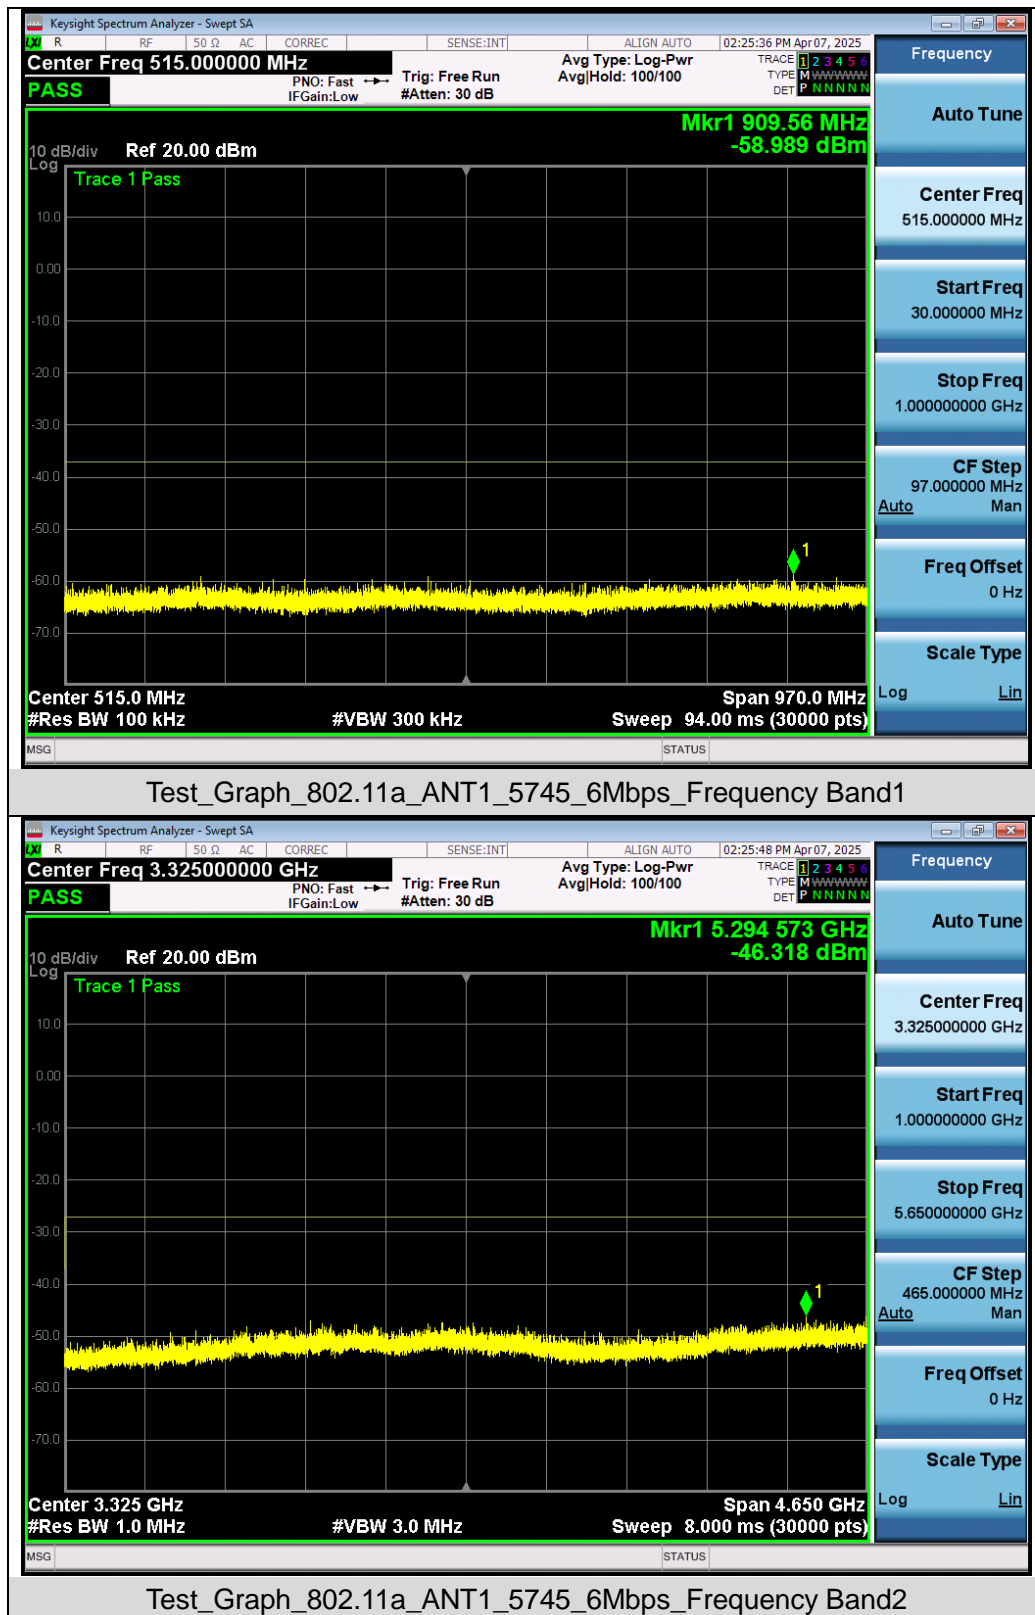 Keysight Spectrum Analyzer - Swept SA
LXI R RF 50 Ω AC CORREC SENSE:INT ALIGN AUTO 02:25:36 PM Apr 07, 2025
Center Freq 515.000000 MHz
PASS
PNO: Fast
IFGain:Low
Trig: Free Run
#Atten: 30 dB
Avg Type: Log-Pwr
Avg|Hold: 100/100
TRACE 1 2 3 4 5 6
TYPE M WWWWW
DET P N N N N N
Mkr1 909.56 MHz
-58.989 dBm
10 dB/div Ref 20.00 dBm
Log
Trace 1 Pass
10.0
0.00
-10.0
-20.0
-30.0
-40.0
-50.0
-60.0
-70.0
1
Center 515.0 MHz Span 970.0 MHz
#Res BW 100 kHz #VBW 300 kHz Sweep 94.00 ms (30000 pts)
MSG STATUS
Frequency
Auto Tune
Center Freq
515.000000 MHz
Start Freq
30.000000 MHz
Stop Freq
1.000000000 GHz
CF Step
97.000000 MHz
Auto Man
Freq Offset
0 Hz
Scale Type
Log Lin
Test_Graph_802.11a_ANT1_5745_6Mbps_Frequency Band1
Keysight Spectrum Analyzer - Swept SA
LXI R RF 50 Ω AC CORREC SENSE:INT ALIGN AUTO 02:25:48 PM Apr 07, 2025
Center Freq 3.325000000 GHz
PASS
PNO: Fast
IFGain:Low
Trig: Free Run
#Atten: 30 dB
Avg Type: Log-Pwr
Avg|Hold: 100/100
TRACE 1 2 3 4 5 6
TYPE M WWWWW
DET P N N N N N
Mkr1 5.294 573 GHz
-46.318 dBm
10 dB/div Ref 20.00 dBm
Log
Trace 1 Pass
10.0
0.00
-10.0
-20.0
-30.0
-40.0
-50.0
-60.0
-70.0
1
Center 3.325 GHz Span 4.650 GHz
#Res BW 1.0 MHz #VBW 3.0 MHz Sweep 8.000 ms (30000 pts)
MSG STATUS
Frequency
Auto Tune
Center Freq
3.325000000 GHz
Start Freq
1.000000000 GHz
Stop Freq
5.650000000 GHz
CF Step
465.000000 MHz
Auto Man
Freq Offset
0 Hz
Scale Type
Log Lin
Test_Graph_802.11a_ANT1_5745_6Mbps_Frequency Band2